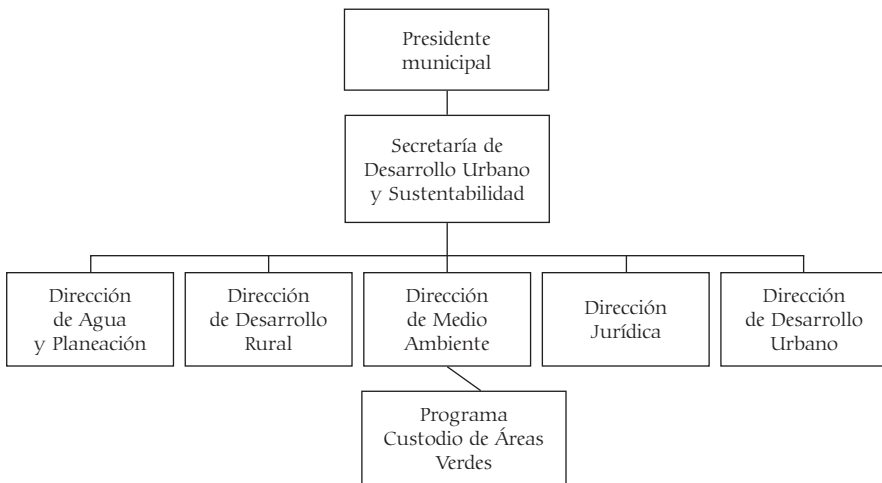 Presidente
municipal
Secretaría de
Desarrollo Urbano
y Sustentabilidad
Dirección
de Agua
y Planeación
Dirección
de Desarrollo
Rural
Dirección
de Medio
Ambiente
Dirección
Jurídica
Dirección
de Desarrollo
Urbano
Programa
Custodio de Áreas
Verdes